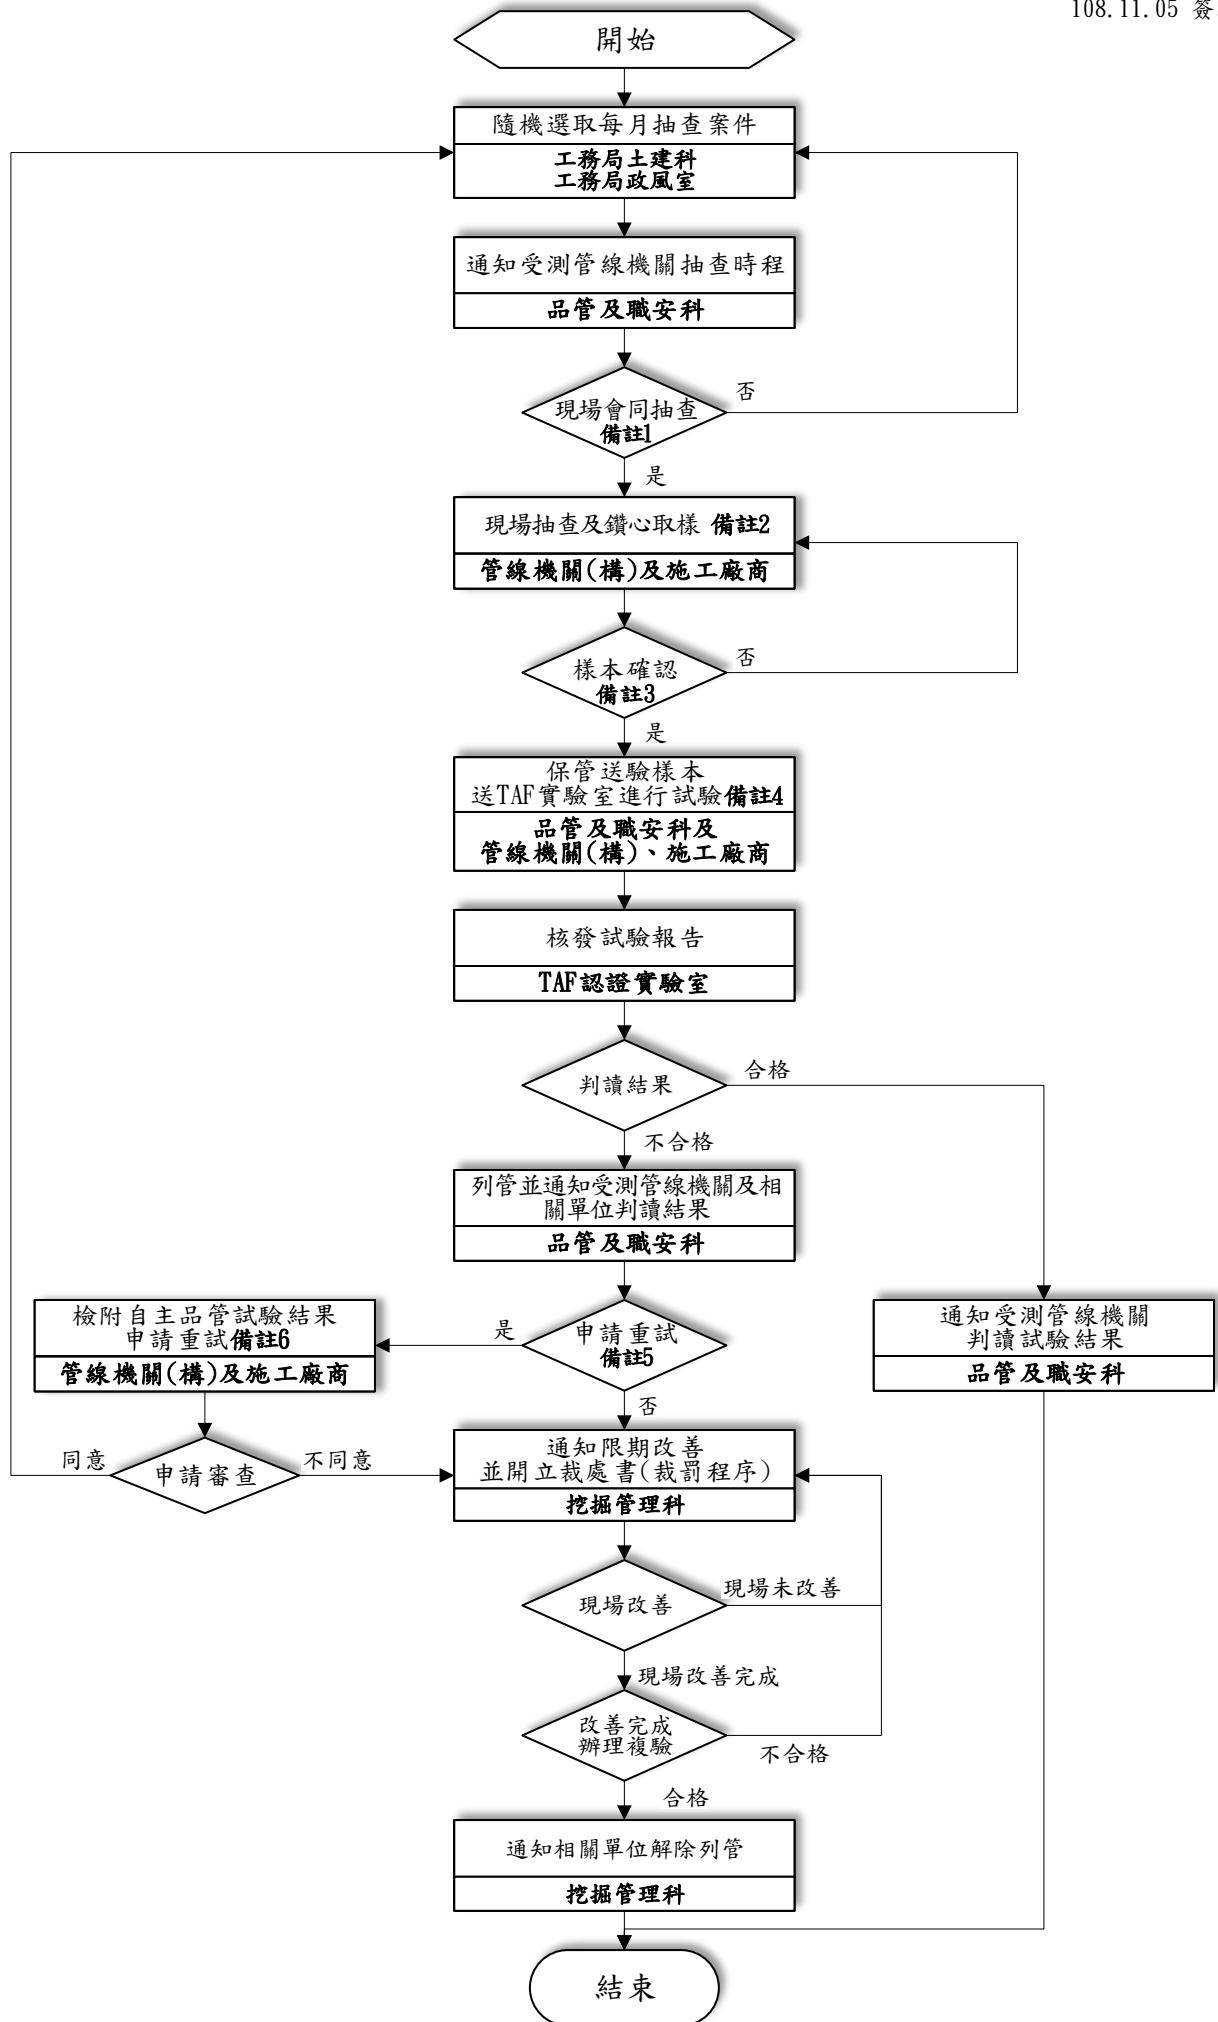 108.11.05 簽
開始
隨機選取每月抽查案件
工務局土建科
工務局政風室
通知受測管線機關抽查時程
品管及職安科
現場會同抽查
備註1
否
是
現場抽查及鑽心取樣 備註2
管線機關(構)及施工廠商
樣本確認
備註3
否
是
保管送驗樣本
送TAF實驗室進行試驗備註4
品管及職安科及
管線機關(構)、施工廠商
核發試驗報告
TAF認證實驗室
判讀結果
合格
不合格
列管並通知受測管線機關及相
關單位判讀結果
品管及職安科
申請重試
備註5
是
否
檢附自主品管試驗結果
申請重試備註6
管線機關(構)及施工廠商
通知受測管線機關
判讀試驗結果
品管及職安科
申請審查
同意
不同意
通知限期改善
並開立裁處書(裁罰程序)
挖掘管理科
現場改善
現場未改善
現場改善完成
改善完成
辦理複驗
不合格
合格
通知相關單位解除列管
挖掘管理科
結束